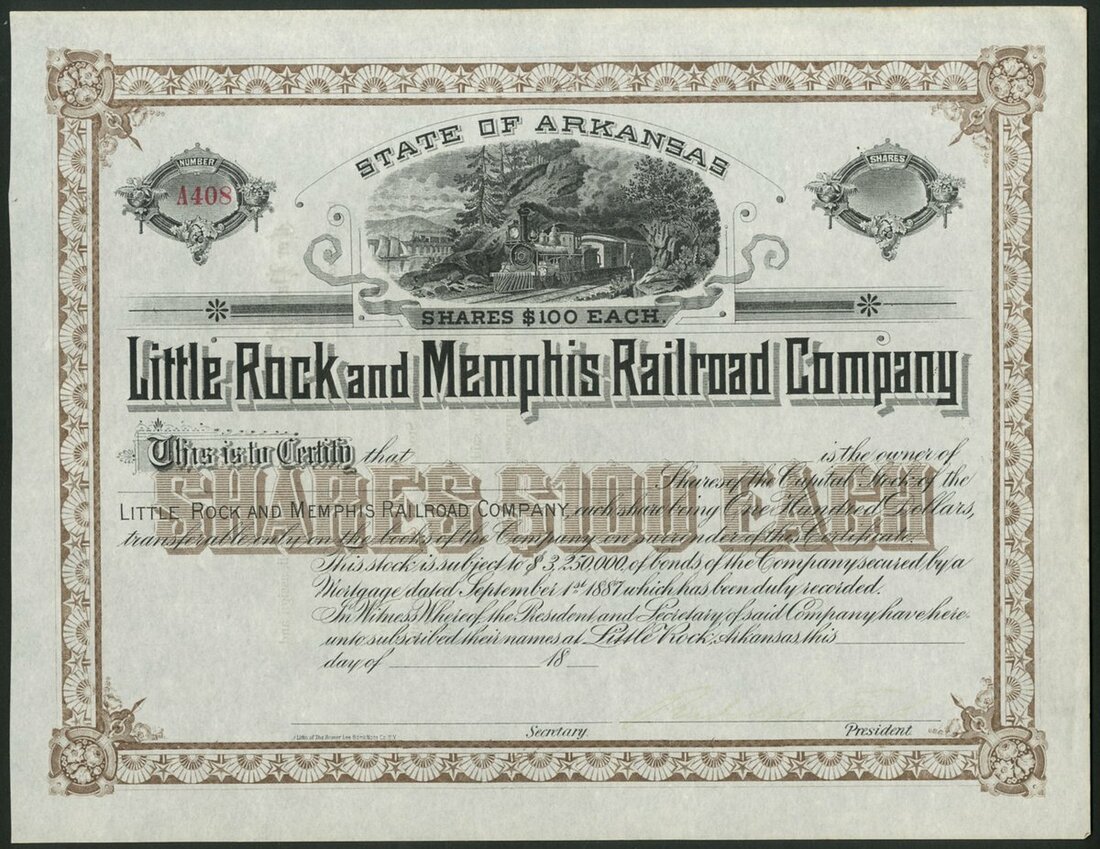 STATE OF ARKANSAS
NUMBER
A408
SHARES
SHARES $100 EACH.
Little Rock and Memphis Railroad Company
This is to Certify that is the owner of
Shares of the Capital Stock of the
SHARES $100 EACH
LITTLE ROCK AND MEMPHIS RAILROAD COMPANY, each share being One Hundred Dollars,
transferable only on the books of the Company on surrender of this Certificate.
This stock is subject to $3,250,000. of bonds of the Company secured by a
Mortgage dated September 1st 1887 which has been duly recorded.
In Witness Whereof the President and Secretary of said Company have here-
unto subscribed their names at Little Rock, Arkansas, this
day of 18
Secretary
President